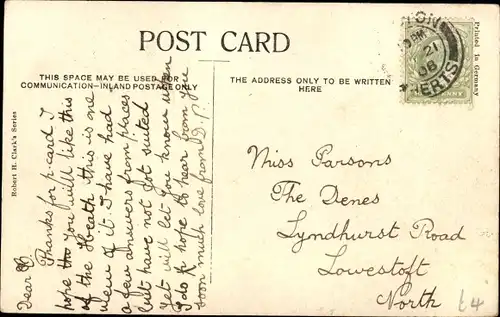 POST CARD
THIS SPACE MAY BE USED FOR
COMMUNICATION—INLAND POSTAGE ONLY
THE ADDRESS ONLY TO BE WRITTEN
HERE
Printed in Germany
Robert H. Clark's Series
21
08
HERTS
Dear
Thanks for p.card I
hope you will like this
of the Heath this is one
view of it. I have had
a few answers from places
but have not got suited
yet will let you know when
I do hope to hear from you
soon much love from
Miss Parsons
The Denes
Lyndhurst Road
Lowestoft
North
£4